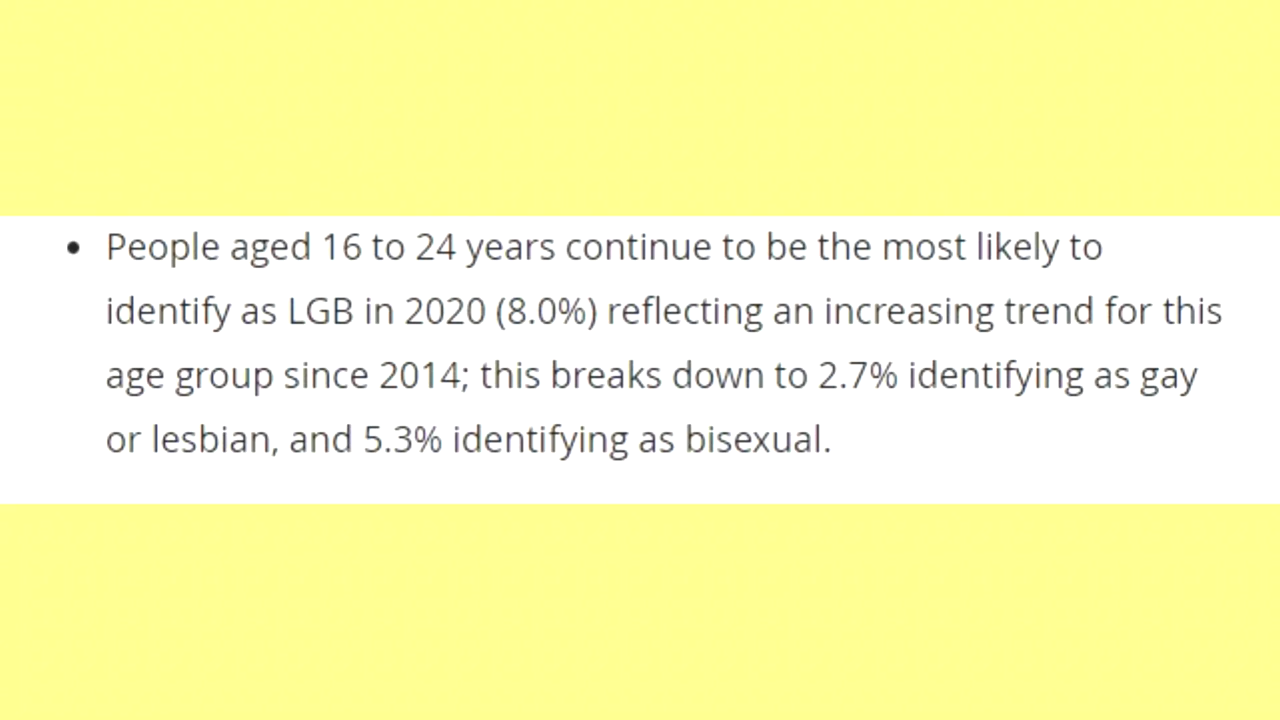 • People aged 16 to 24 years continue to be the most likely to
identify as LGB in 2020 (8.0%) reflecting an increasing trend for this
age group since 2014; this breaks down to 2.7% identifying as gay
or lesbian, and 5.3% identifying as bisexual.